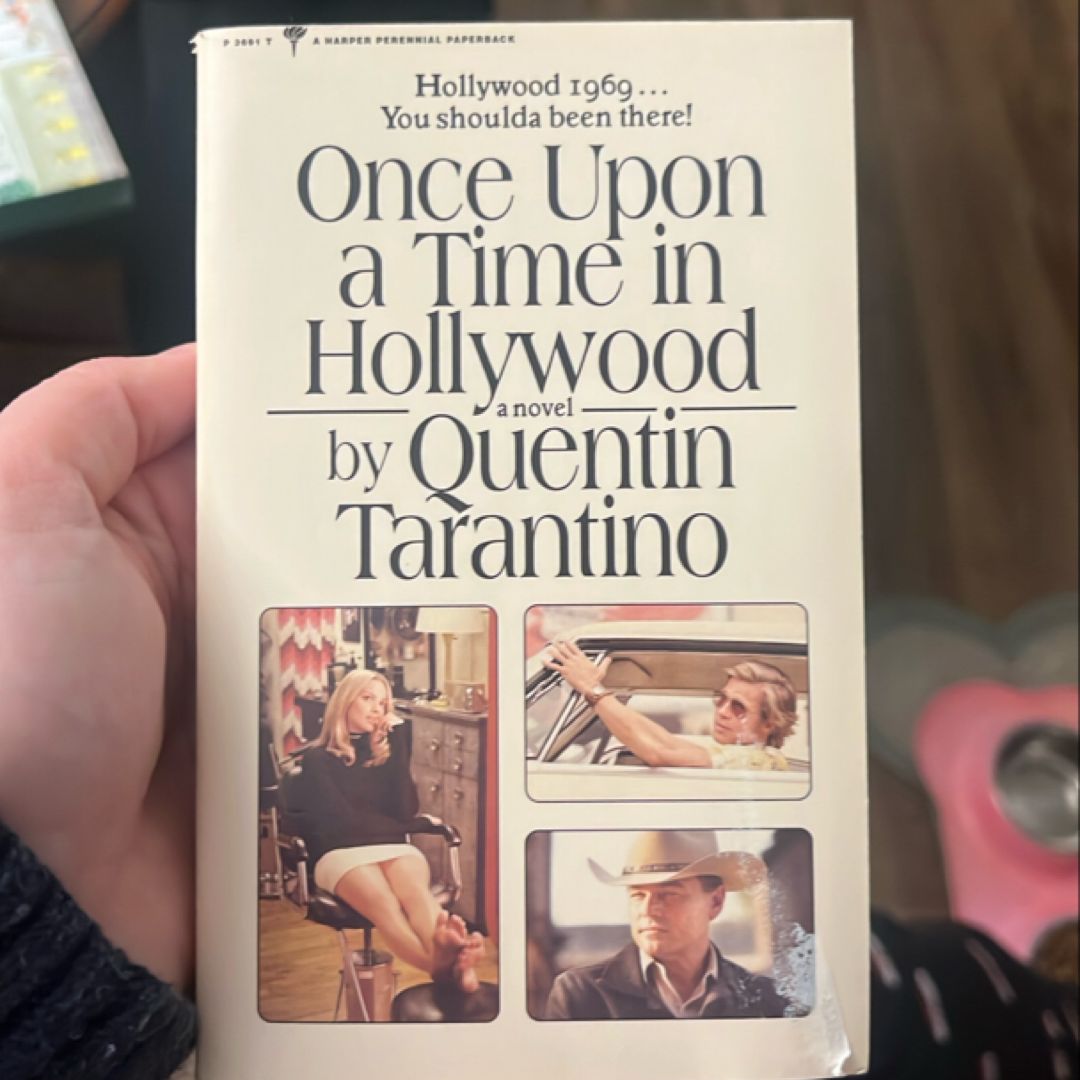 P 2691 T A HARPER PERENNIAL PAPERBACK
Hollywood 1969...
You shoulda been there!
Once Upon
a Time in
Hollywood
a novel
by Quentin
Tarantino